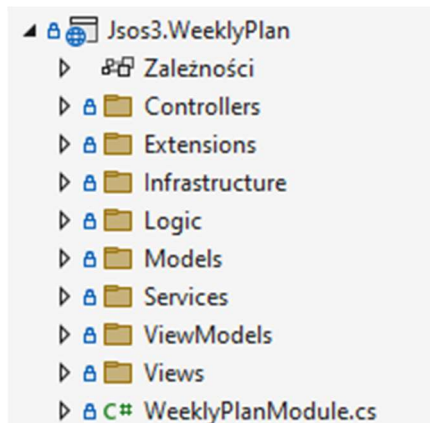 Jsos3.WeeklyPlan
Zależności
Controllers
Extensions
Infrastructure
Logic
Models
Services
ViewModels
Views
C# WeeklyPlanModule.cs